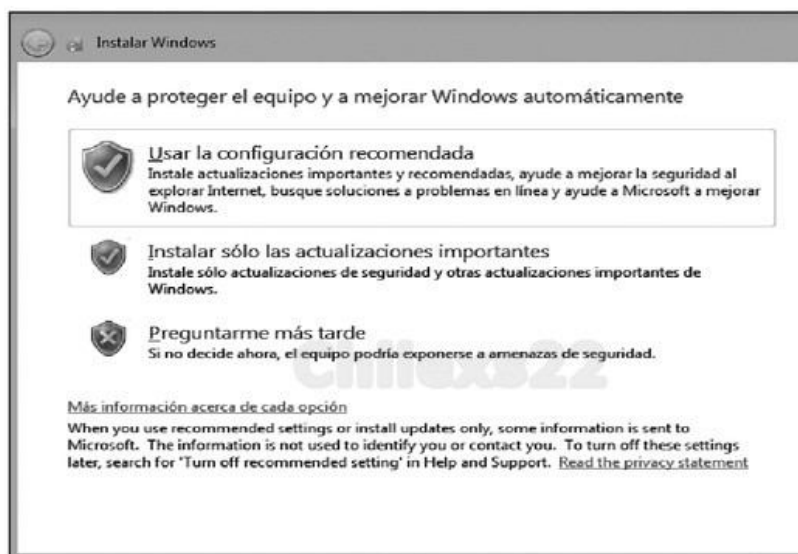 Instalar Windows
Ayude a proteger el equipo y a mejorar Windows automáticamente
Usar la configuración recomendada
Instale actualizaciones importantes y recomendadas, ayude a mejorar la seguridad al
explorar Internet, busque soluciones a problemas en línea y ayude a Microsoft a mejorar
Windows.
Instalar sólo las actualizaciones importantes
Instale sólo actualizaciones de seguridad y otras actualizaciones importantes de
Windows.
Preguntarme más tarde
Si no decide ahora, el equipo podría exponerse a amenazas de seguridad.
Más información acerca de cada opción
When you use recommended settings or install updates only, some information is sent to
Microsoft. The information is not used to identify you or contact you. To turn off these settings
later, search for 'Turn off recommended setting' in Help and Support. Read the privacy statement